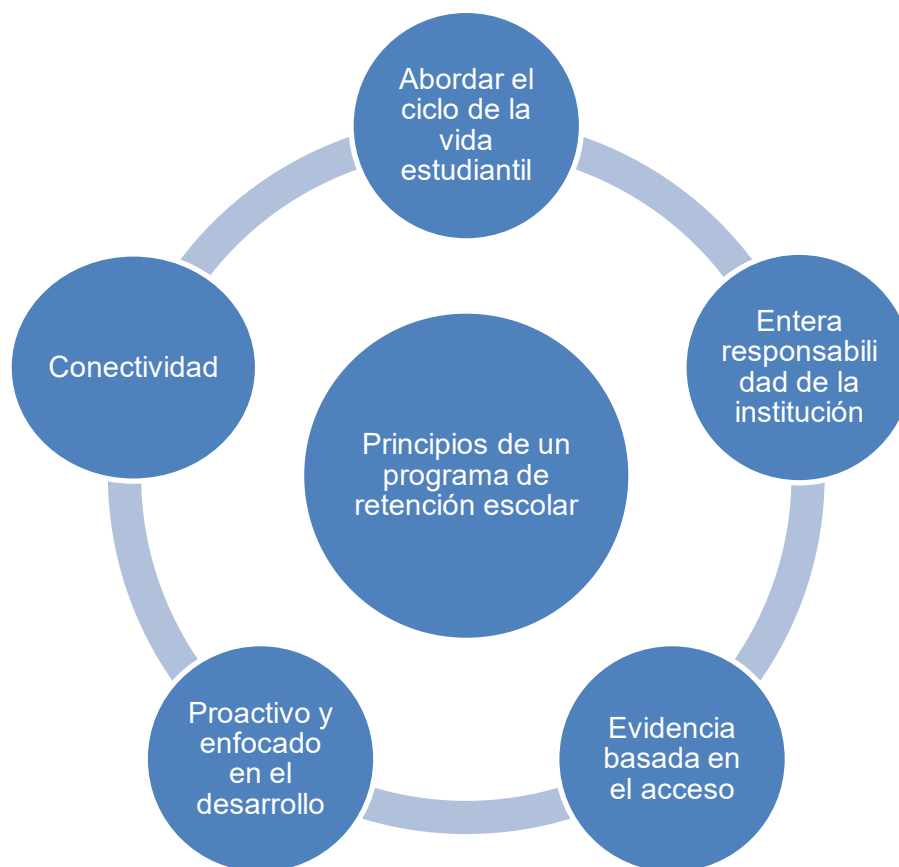 Abordar el
ciclo de la
vida
estudiantil
Entera
responsabili
dad de la
institución
Evidencia
basada en
el acceso
Proactivo y
enfocado
en el
desarrollo
Conectividad
Principios de un
programa de
retención escolar